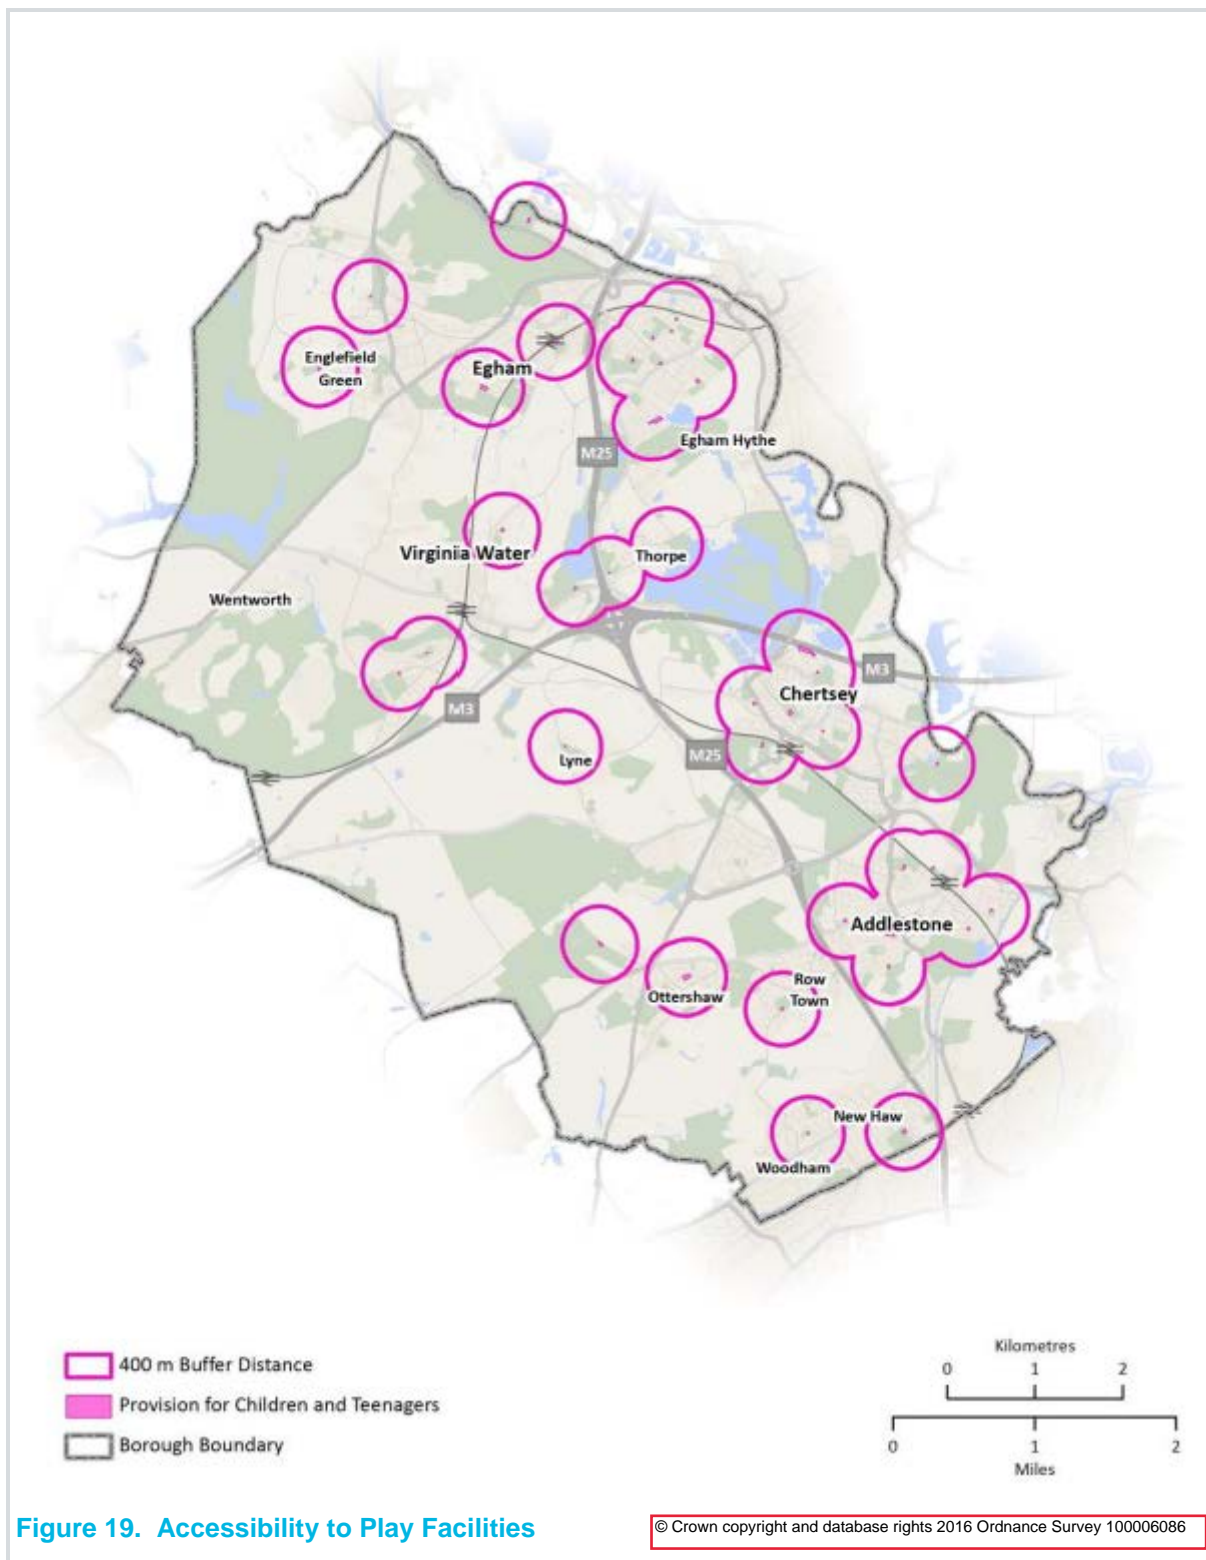 Englefield
Green
Egham
M25
Egham Hythe
Virginia Water
Thorpe
Wentworth
M3
Chertsey
M3
M25
Lyne
Addlestone
Row
Town
Ottershaw
New Haw
Woodham
400 m Buffer Distance
Provision for Children and Teenagers
Borough Boundary
Kilometres
0 1 2
0 1 2
Miles
Figure 19. Accessibility to Play Facilities
© Crown copyright and database rights 2016 Ordnance Survey 100006086